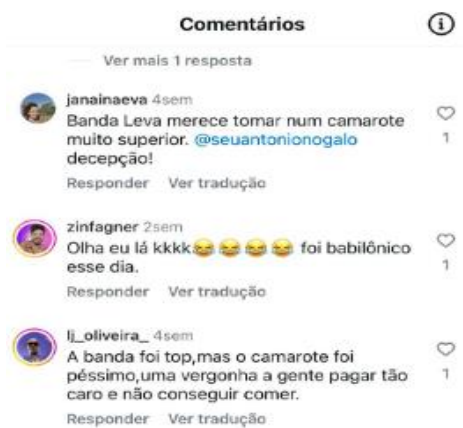 Comentários
Ver mais 1 resposta
janainaeva 4sem
Banda Leva merece tomar num camarote
muito superior. @seuantonionogalo
decepção!
Responder Ver tradução
1
zinfagner 2sem
Olha eu lá kkkk.😂😂😂😂 foi babilônico
esse dia.
Responder Ver tradução
1
lj_oliveira_ 4sem
A banda foi top,mas o camarote foi
péssimo,uma vergonha a gente pagar tão
caro e não conseguir comer.
Responder Ver tradução
1